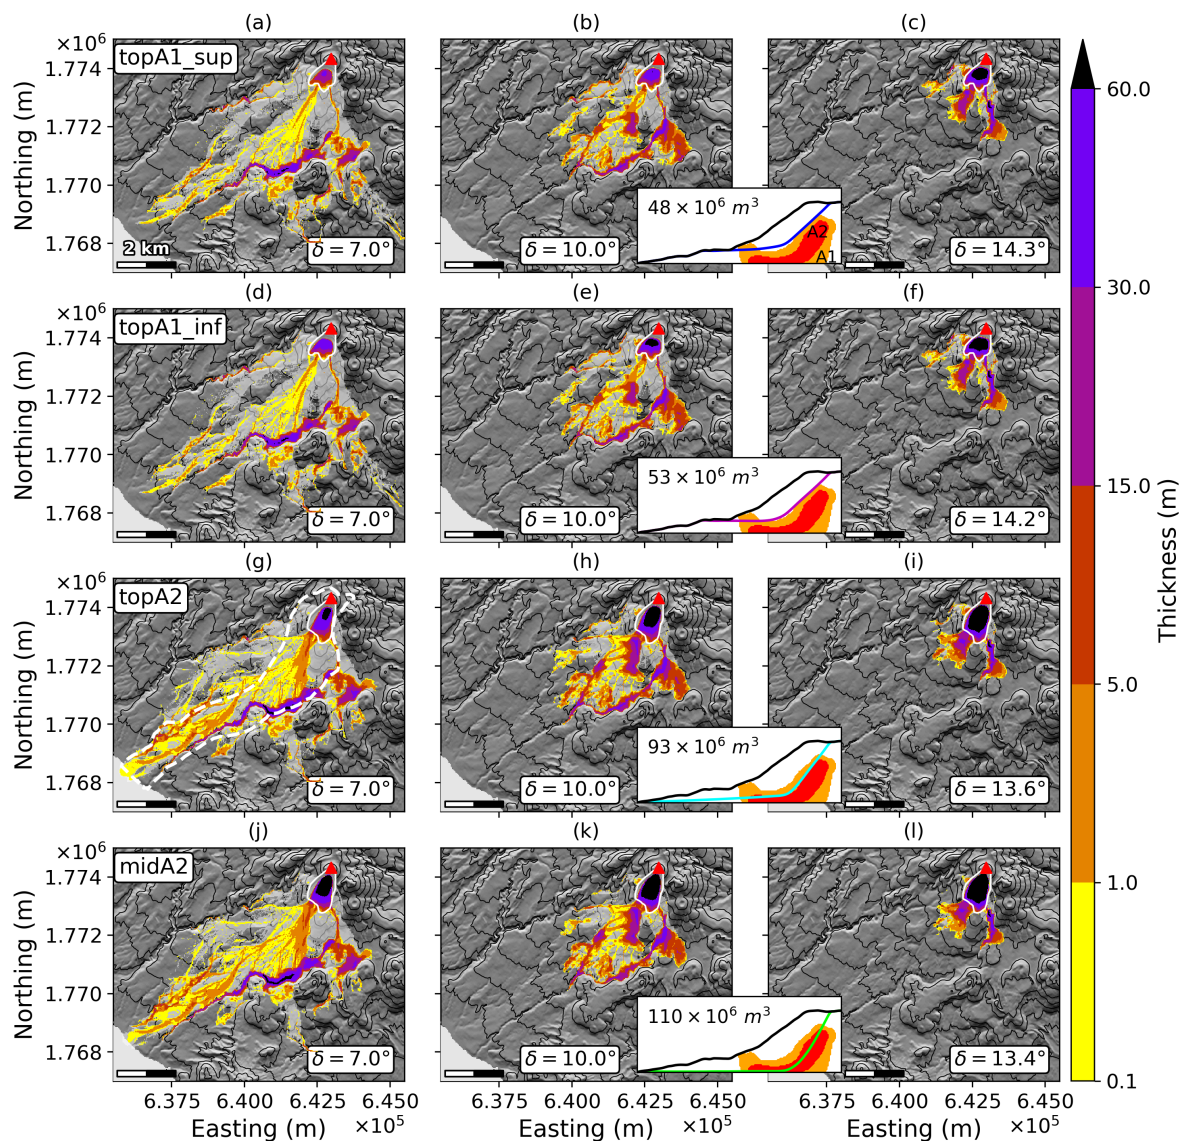 (a)
(b)
(c)
×10⁶
topA1_sup
1.774
1.772
1.770
1.768
Northing (m)
2 km
δ = 7.0°
δ = 10.0°
48 × 10⁶ m³
A2
A1
δ = 14.3°
(d)
(e)
(f)
×10⁶
topA1_inf
1.774
1.772
1.770
1.768
Northing (m)
δ = 7.0°
δ = 10.0°
53 × 10⁶ m³
δ = 14.2°
(g)
(h)
(i)
×10⁶
topA2
1.774
1.772
1.770
1.768
Northing (m)
δ = 7.0°
δ = 10.0°
93 × 10⁶ m³
δ = 13.6°
(j)
(k)
(l)
×10⁶
midA2
1.774
1.772
1.770
1.768
Northing (m)
δ = 7.0°
δ = 10.0°
110 × 10⁶ m³
δ = 13.4°
6.375 6.400 6.425 6.450
Easting (m)
×10⁵
6.375 6.400 6.425 6.450
Easting (m)
×10⁵
6.375 6.400 6.425 6.450
Easting (m)
×10⁵
60.0
30.0
15.0
5.0
1.0
0.1
Thickness (m)